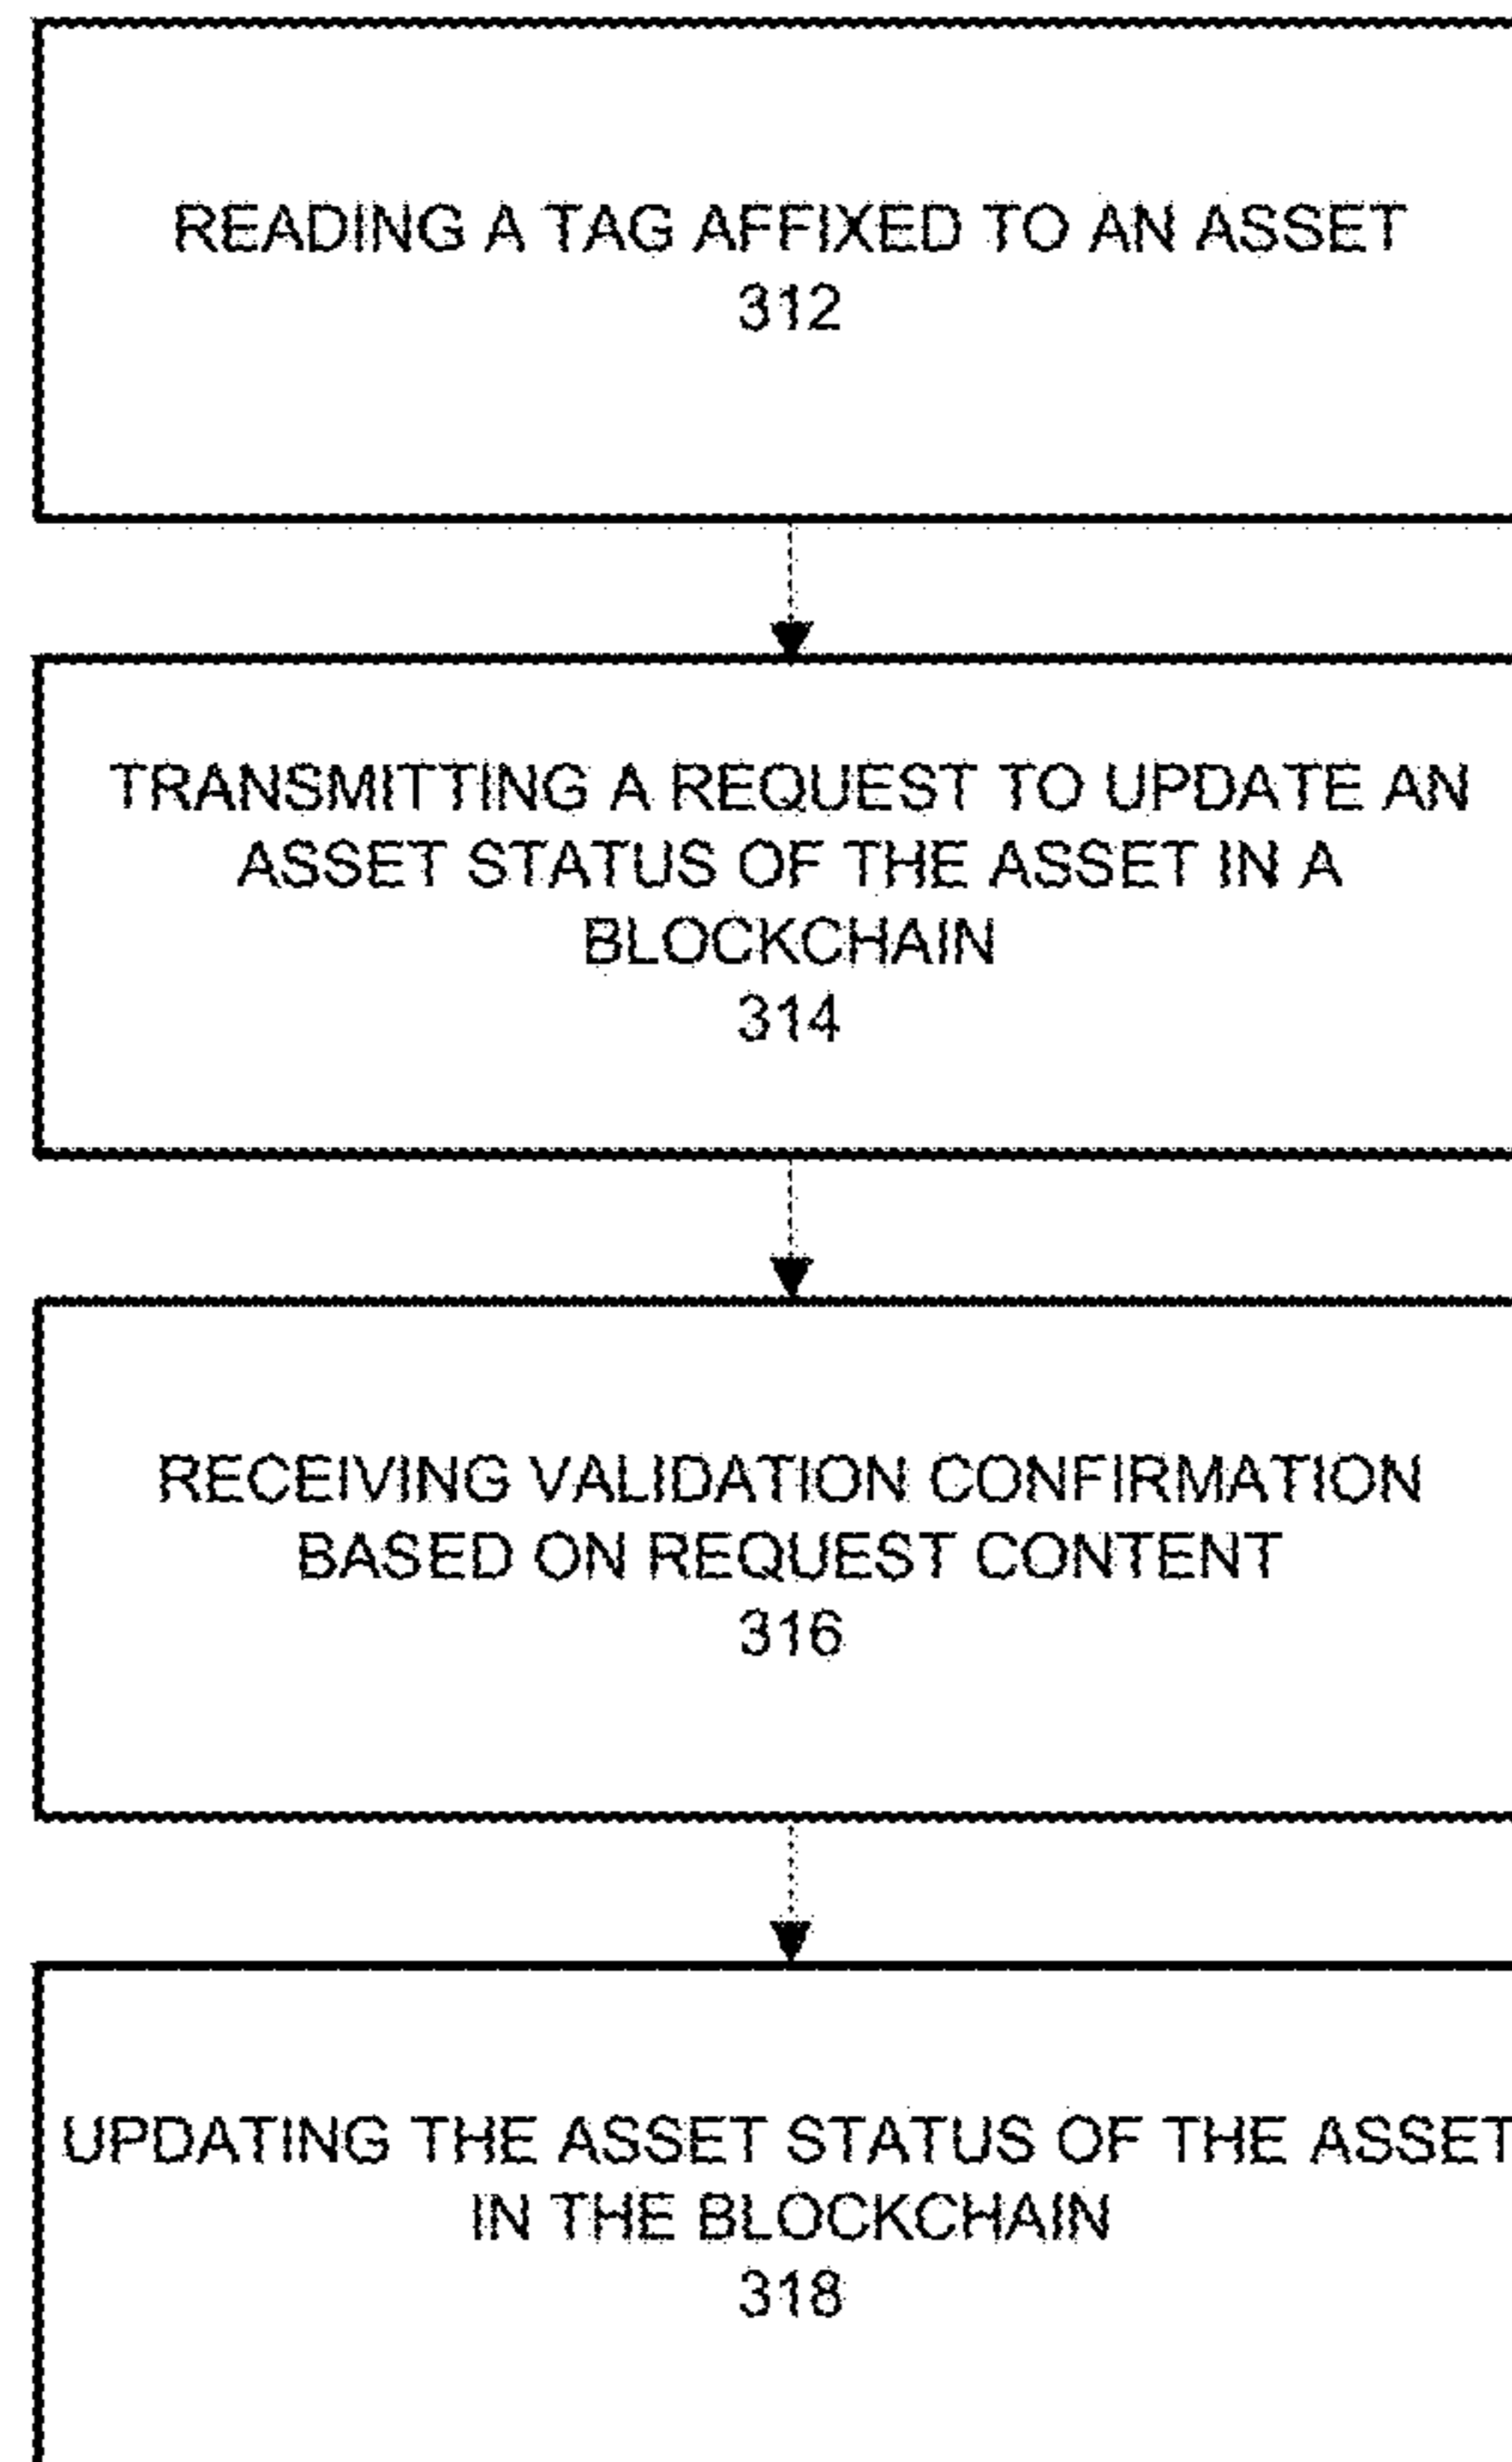 READING A TAG AFFIXED TO AN ASSET
312
TRANSMITTING A REQUEST TO UPDATE AN
ASSET STATUS OF THE ASSET IN A
BLOCKCHAIN
314
RECEIVING VALIDATION CONFIRMATION
BASED ON REQUEST CONTENT
316
UPDATING THE ASSET STATUS OF THE ASSET
IN THE BLOCKCHAIN
318